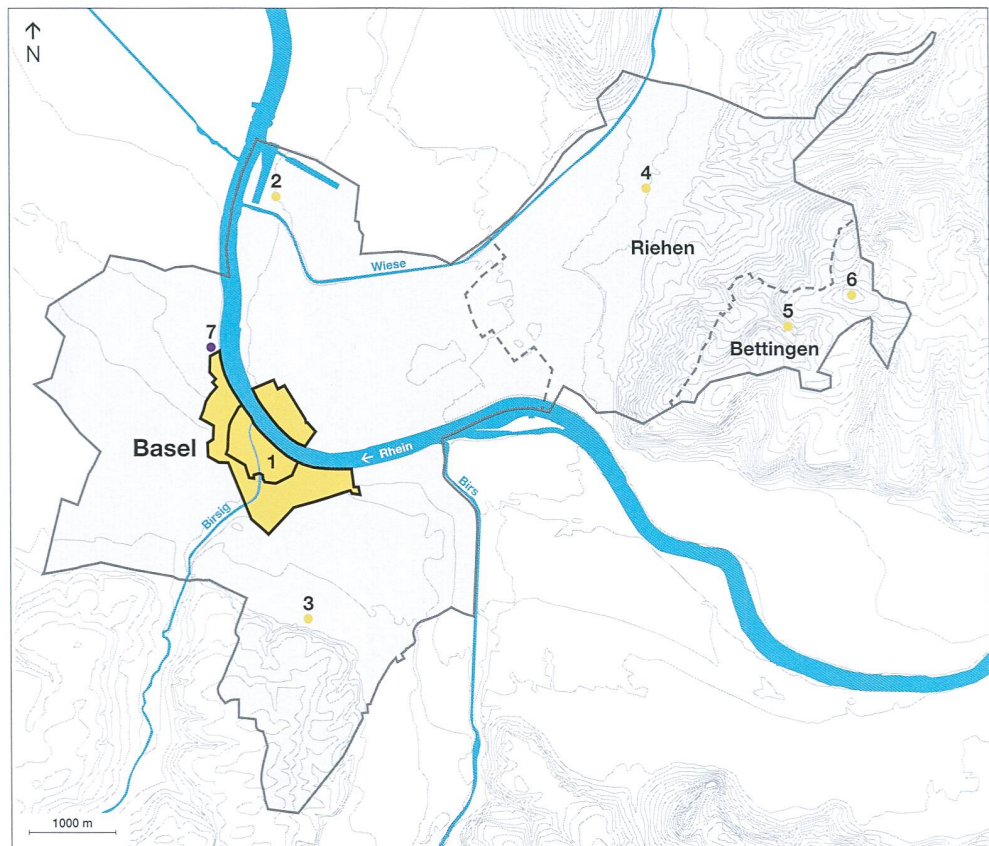 N
2
4
Riehen
Wiese
6
5
Bettingen
7
Basel
1
← Rhein
Birsig
Birs
3
1000 m